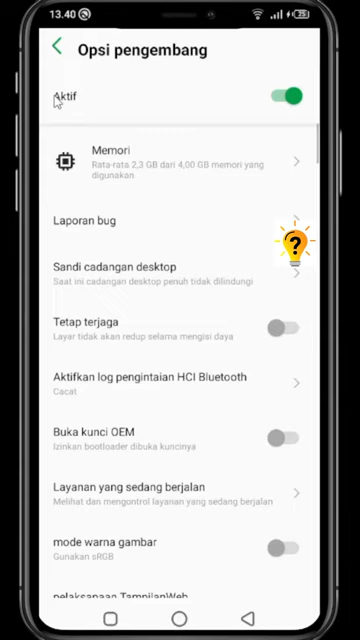 13.40
25
Opsi pengembang
Aktif
Memori
Rata-rata 2,3 GB dari 4,00 GB memori yang
digunakan
Laporan bug
?
Sandi cadangan desktop
Saat ini cadangan desktop penuh tidak dilindungi
Tetap terjaga
Layar tidak akan redup selama mengisi daya
Aktifkan log pengintaian HCI Bluetooth
Cacat
Buka kunci OEM
Izinkan bootloader dibuka kuncinya
Layanan yang sedang berjalan
Melihat dan mengontrol layanan yang sedang berjalan
mode warna gambar
Gunakan sRGB
pelaksanaan TampilanWeb